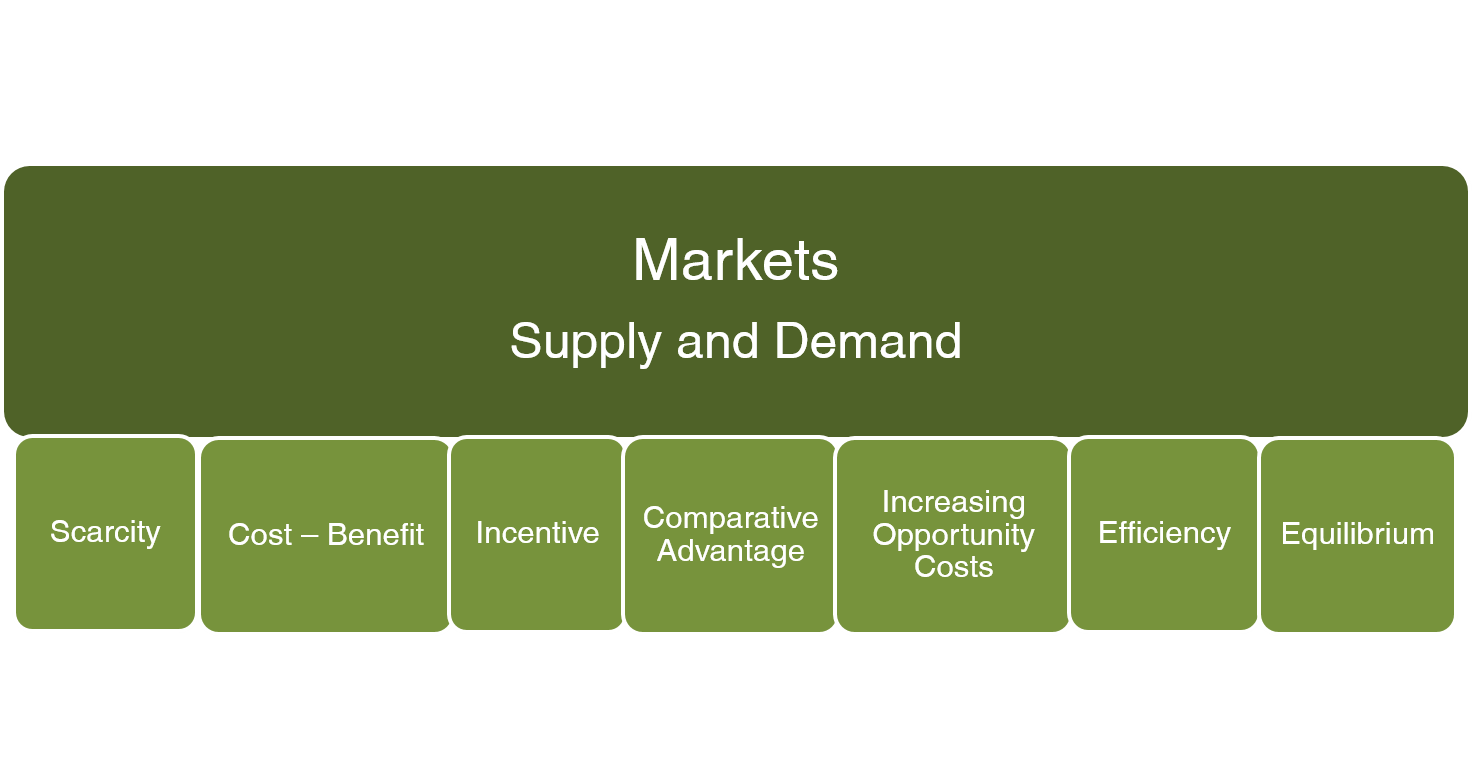 Markets
Supply and Demand
Scarcity
Cost – Benefit
Incentive
Comparative
Advantage
Increasing
Opportunity
Costs
Efficiency
Equilibrium